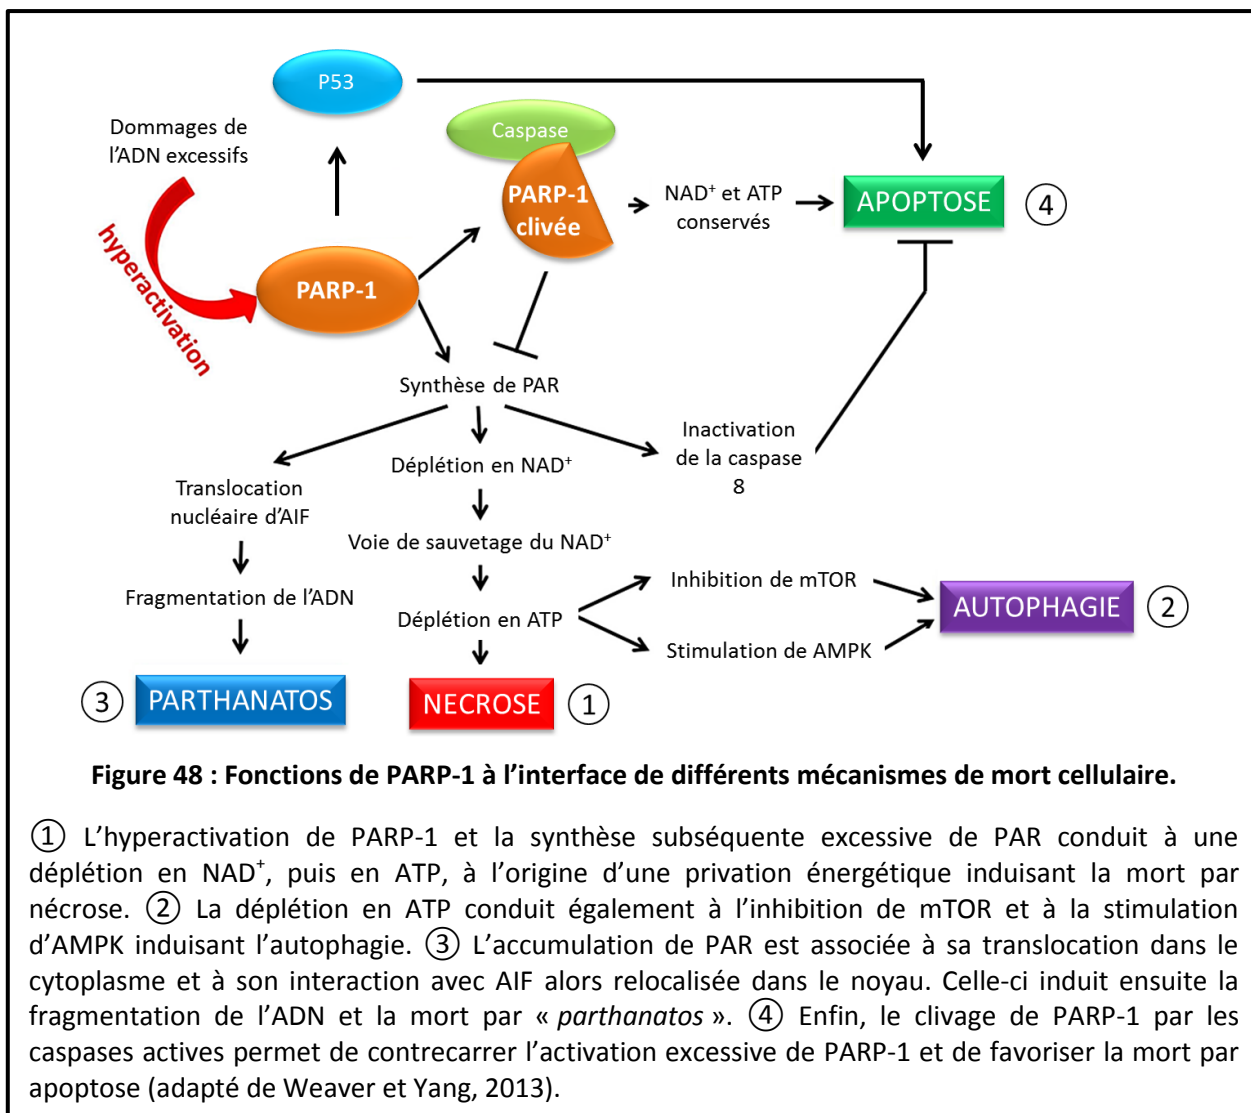 P53
Dommages de
l'ADN excessifs
Caspase
hyperactivation
PARP-1
clivée
NAD⁺ et ATP
conservés
APOPTOSE
④
PARP-1
Synthèse de PAR
Translocation
nucléaire d'AIF
Déplétion en NAD⁺
Inactivation
de la caspase
8
Voie de sauvetage du NAD⁺
Fragmentation de l'ADN
Déplétion en ATP
Inhibition de mTOR
Stimulation de AMPK
AUTOPHAGIE
②
③
PARTHANATOS
NECROSE
①
Figure 48 : Fonctions de PARP-1 à l'interface de différents mécanismes de mort cellulaire.
① L'hyperactivation de PARP-1 et la synthèse subséquente excessive de PAR conduit à une
déplétion en NAD⁺, puis en ATP, à l'origine d'une privation énergétique induisant la mort par
nécrose. ② La déplétion en ATP conduit également à l'inhibition de mTOR et à la stimulation
d'AMPK induisant l'autophagie. ③ L'accumulation de PAR est associée à sa translocation dans le
cytoplasme et à son interaction avec AIF alors relocalisée dans le noyau. Celle-ci induit ensuite la
fragmentation de l'ADN et la mort par « parthanatos ». ④ Enfin, le clivage de PARP-1 par les
caspases actives permet de contrecarrer l'activation excessive de PARP-1 et de favoriser la mort par
apoptose (adapté de Weaver et Yang, 2013).